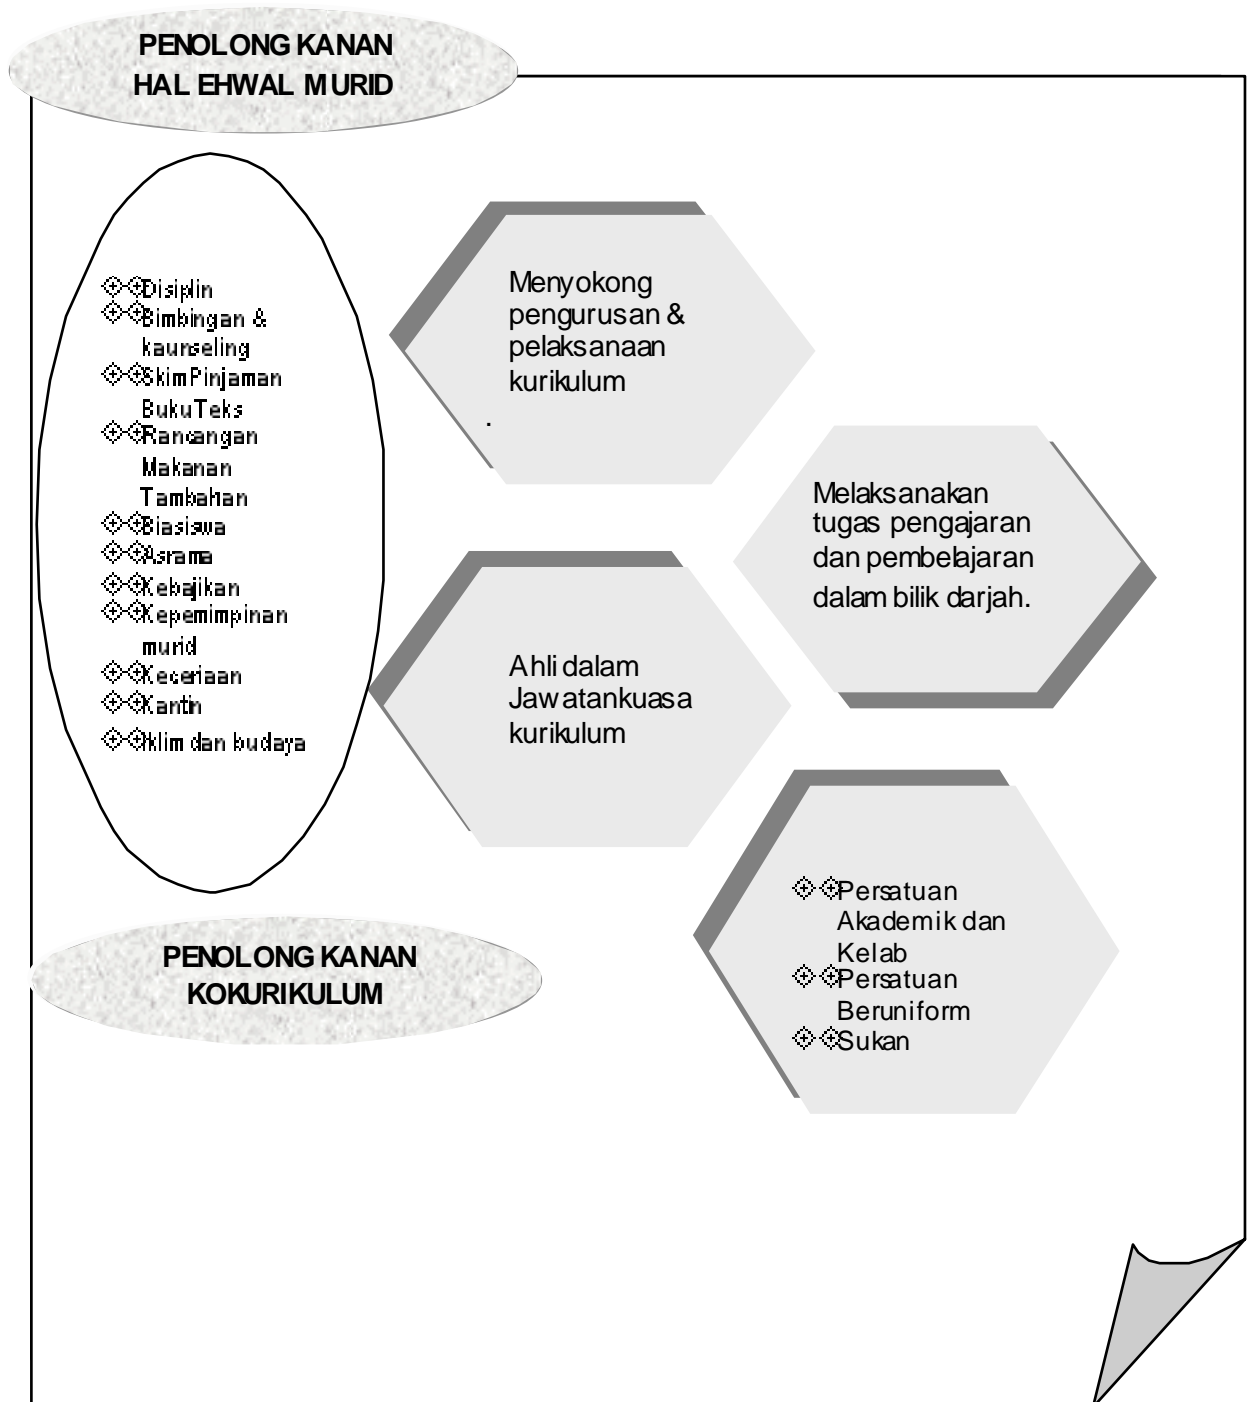 PENOLONG KANAN
HAL EHWAL MURID
Disiplin
Bimbingan &
kaunseling
Skim Pinjaman
Buku Teks
Rancangan
Makanan
Tambahan
Biasiswa
Asrama
Kebajikan
Kepemimpinan
murid
Keceriaan
Kantin
Iklim dan budaya
Menyokong
pengurusan &
pelaksanaan
kurikulum
.
Melaksanakan
tugas pengajaran
dan pembelajaran
dalam bilik darjah.
Ahli dalam
Jawatankuasa
kurikulum
PENOLONG KANAN
KOKURIKULUM
Persatuan
Akademik dan
Kelab
Persatuan
Beruniform
Sukan